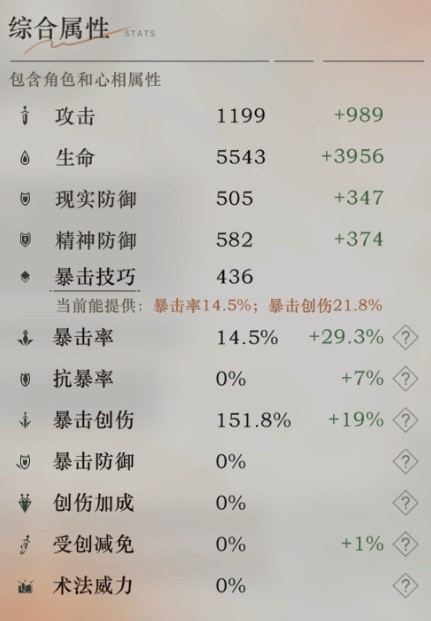 综合属性 STATS
包含角色和心相属性
攻击 1199 +989
生命 5543 +3956
现实防御 505 +347
精神防御 582 +374
暴击技巧 436
当前能提供：暴击率14.5%；暴击创伤21.8%
暴击率 14.5% +29.3% ?
抗暴率 0% +7% ?
暴击创伤 151.8% +19% ?
暴击防御 0% ?
创伤加成 0% ?
受创减免 0% +1% ?
术法威力 0% ?